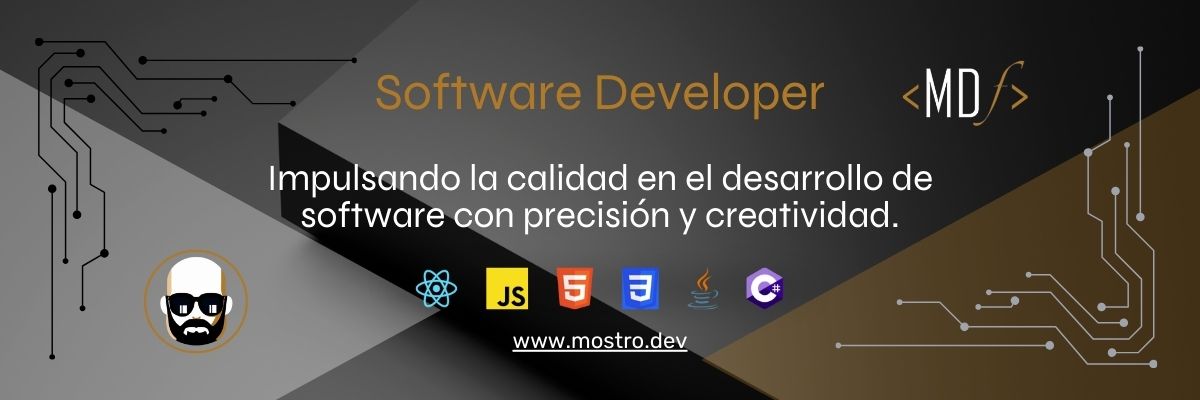 Software Developer
<MDf>
Impulsando la calidad en el desarrollo de
software con precisión y creatividad.
JS
5
3
C#
www.mostro.dev